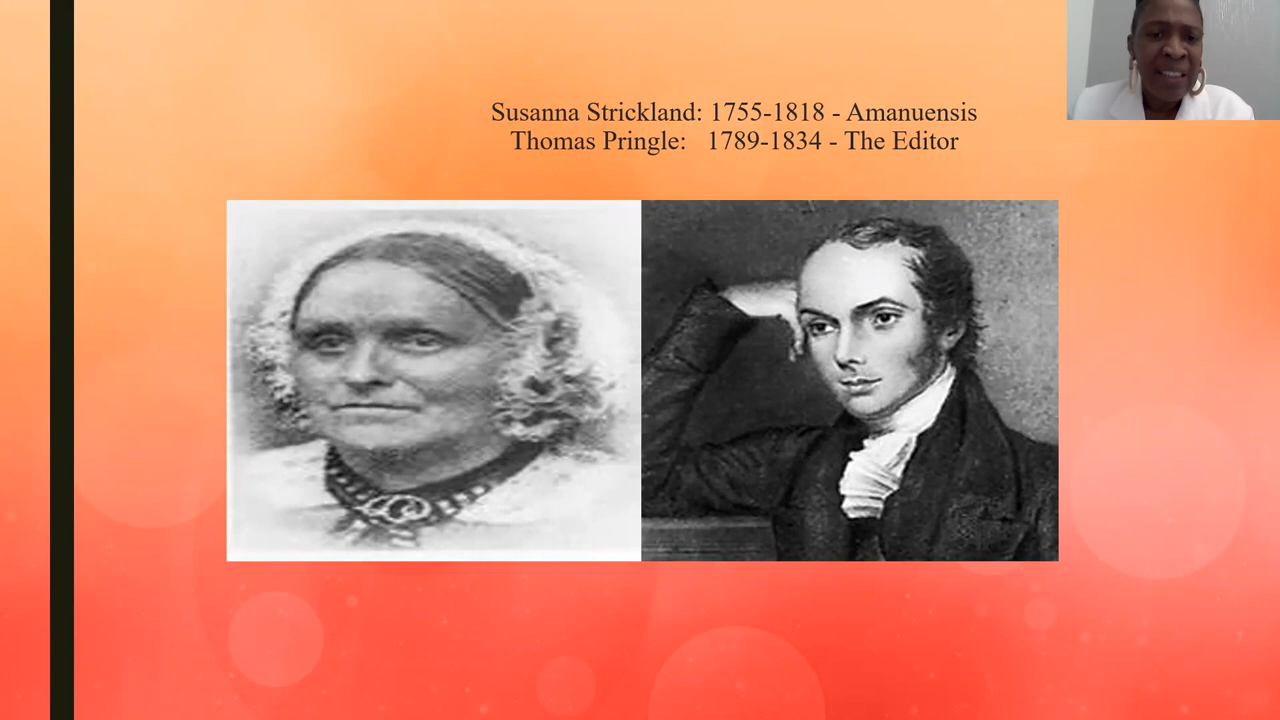 Susanna Strickland: 1755-1818 - Amanuensis
Thomas Pringle: 1789-1834 - The Editor